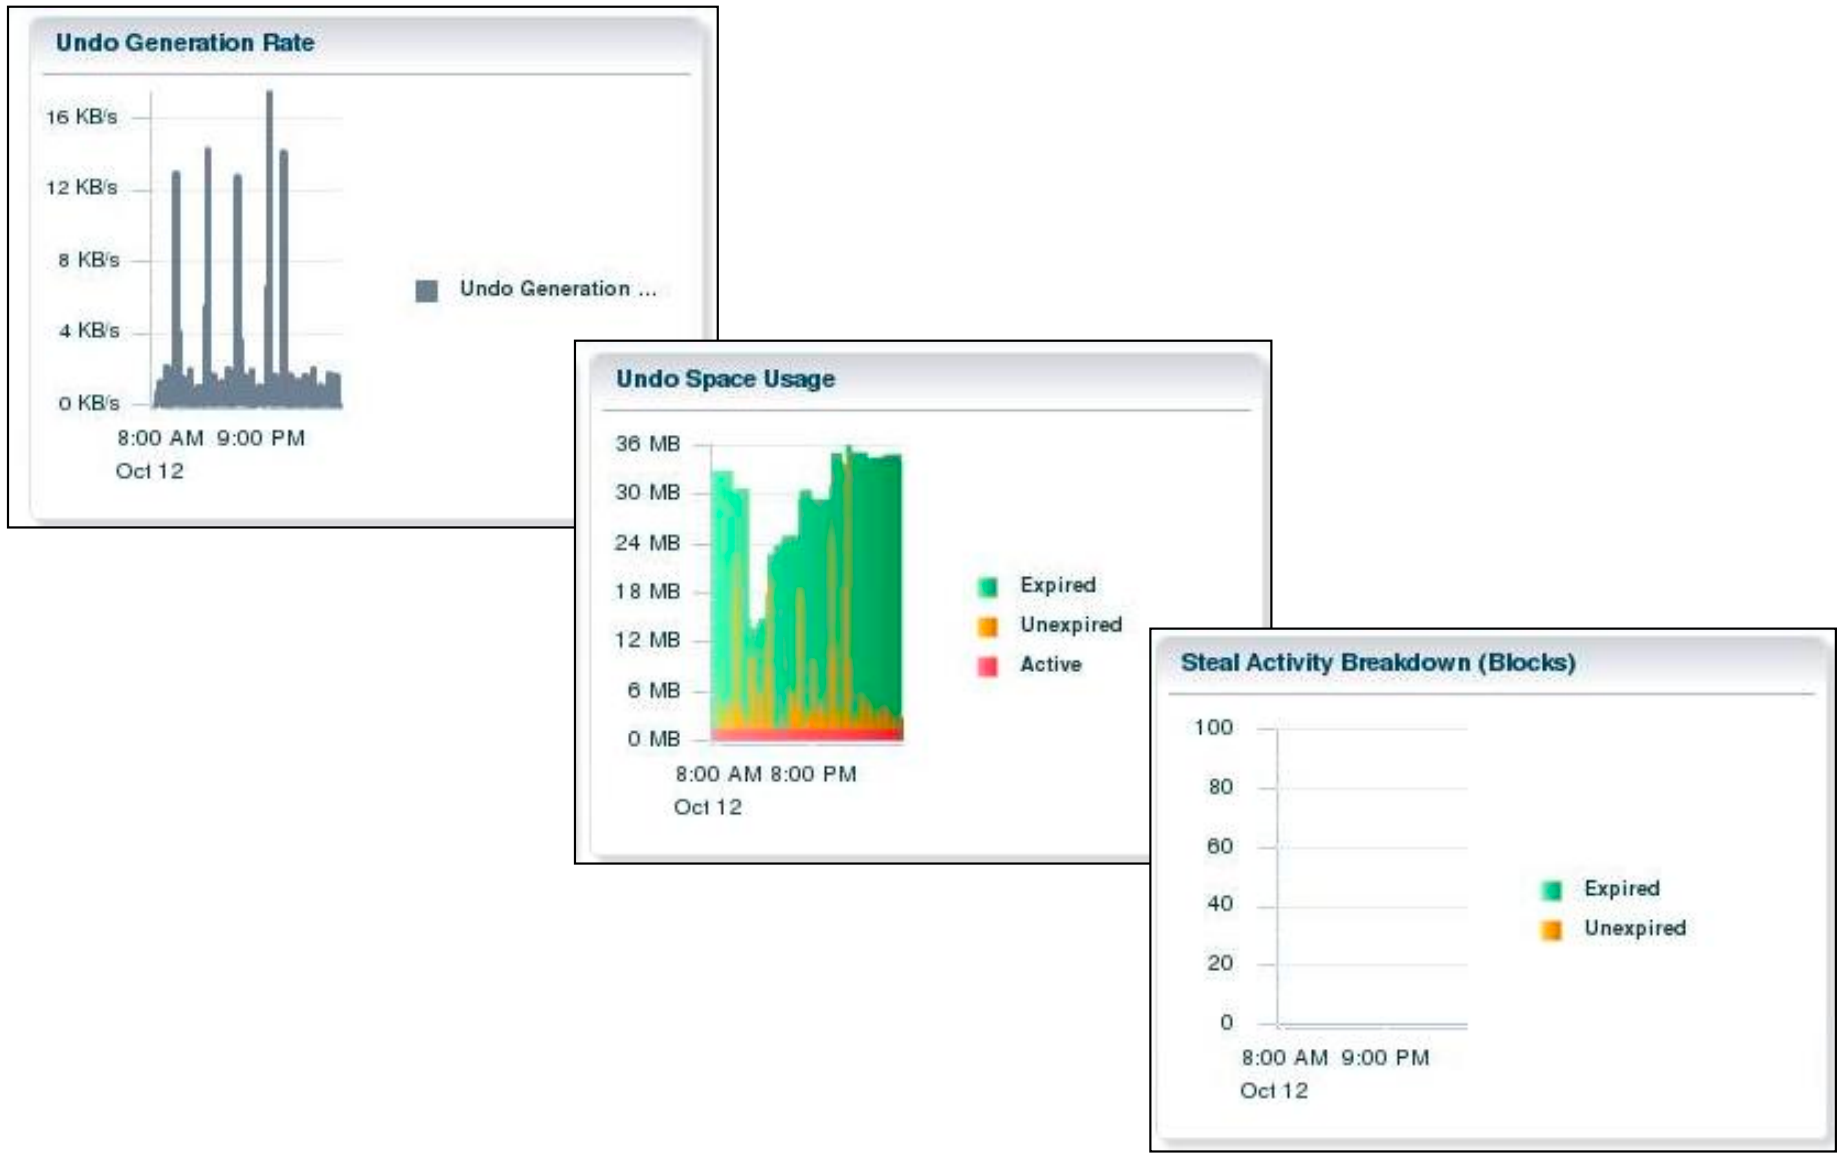 Undo Generation Rate
16 KB/s
12 KB/s
8 KB/s
4 KB/s
0 KB/s
8:00 AM 9:00 PM
Oct 12
Undo Generation ...
Undo Space Usage
36 MB
30 MB
24 MB
18 MB
12 MB
6 MB
0 MB
8:00 AM 8:00 PM
Oct 12
Expired
Unexpired
Active
Steal Activity Breakdown (Blocks)
100
80
60
40
20
0
8:00 AM 9:00 PM
Oct 12
Expired
Unexpired